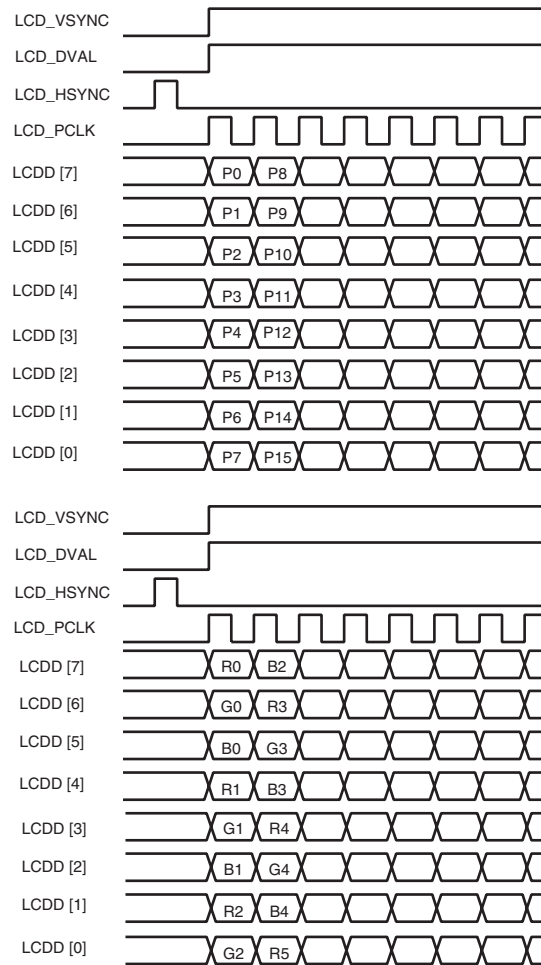 LCD_VSYNC
LCD_DVAL
LCD_HSYNC
LCD_PCLK
LCDD [7] P0 P8
LCDD [6] P1 P9
LCDD [5] P2 P10
LCDD [4] P3 P11
LCDD [3] P4 P12
LCDD [2] P5 P13
LCDD [1] P6 P14
LCDD [0] P7 P15
LCD_VSYNC
LCD_DVAL
LCD_HSYNC
LCD_PCLK
LCDD [7] R0 B2
LCDD [6] G0 R3
LCDD [5] B0 G3
LCDD [4] R1 B3
LCDD [3] G1 R4
LCDD [2] B1 G4
LCDD [1] R2 B4
LCDD [0] G2 R5